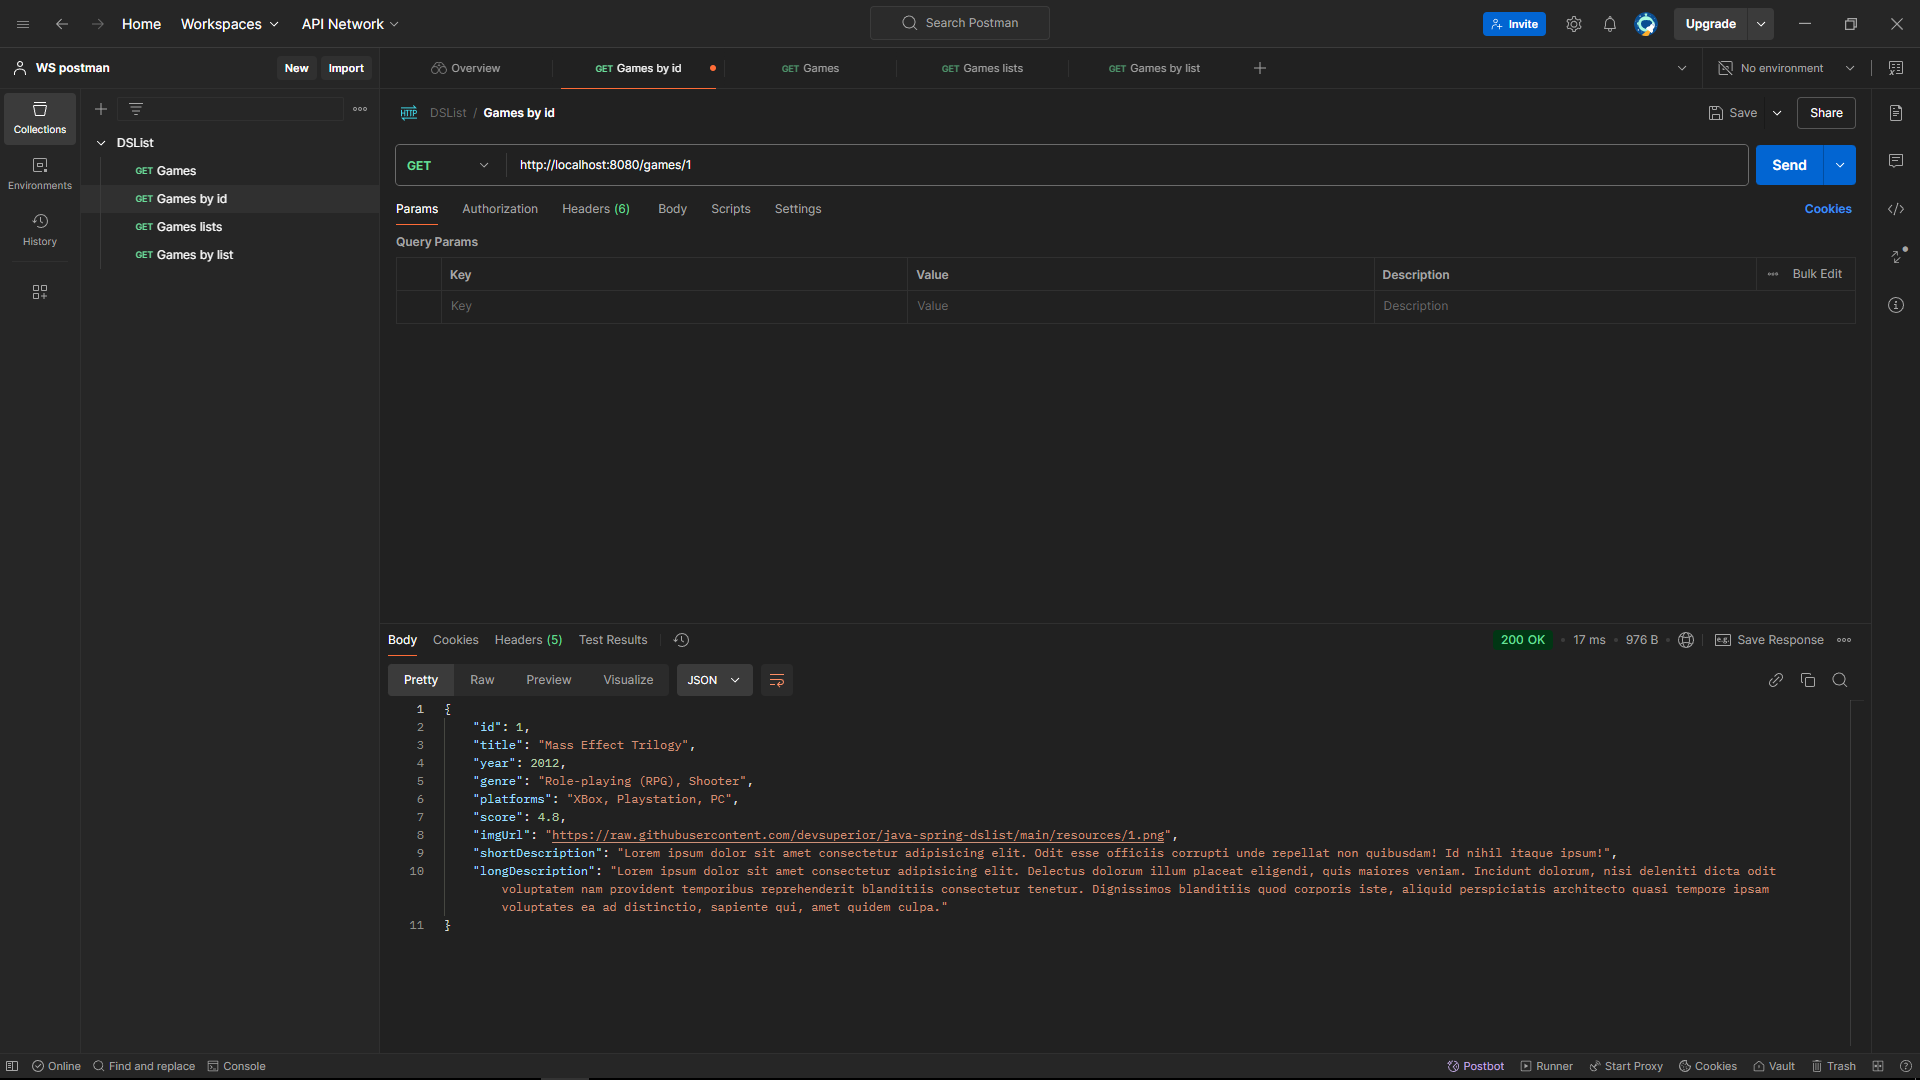 Home Workspaces API Network Search Postman Invite Upgrade
WS postman New Import Overview GET Games by id GET Games GET Games lists GET Games by list No environment
Collections
Environments
History
DSList
GET Games
GET Games by id
GET Games lists
GET Games by list
HTTP DSList / Games by id Save Share
GET http://localhost:8080/games/1 Send
Params Authorization Headers (6) Body Scripts Settings Cookies
Query Params
Key Value Description Bulk Edit
Key Value Description
Body Cookies Headers (5) Test Results 200 OK 17 ms 976 B e.g. Save Response
Pretty Raw Preview Visualize JSON
1 {
2 "id": 1,
3 "title": "Mass Effect Trilogy",
4 "year": 2012,
5 "genre": "Role-playing (RPG), Shooter",
6 "platforms": "XBox, Playstation, PC",
7 "score": 4.8,
8 "imgUrl": "https://raw.githubusercontent.com/devsuperior/java-spring-dslist/main/resources/1.png",
9 "shortDescription": "Lorem ipsum dolor sit amet consectetur adipisicing elit. Odit esse officiis corrupti unde repellat non quibusdam! Id nihil itaque ipsum!",
10 "longDescription": "Lorem ipsum dolor sit amet consectetur adipisicing elit. Delectus dolorum illum placeat eligendi, quis maiores veniam. Incidunt dolorum, nisi deleniti dicta odit
voluptatem nam provident temporibus reprehenderit blanditiis consectetur tenetur. Dignissimos blanditiis quod corporis iste, aliquid perspiciatis architecto quasi tempore ipsam
voluptates ea ad distinctio, sapiente qui, amet quidem culpa."
11 }
Online Find and replace Console Postbot Runner Start Proxy Cookies Vault Trash